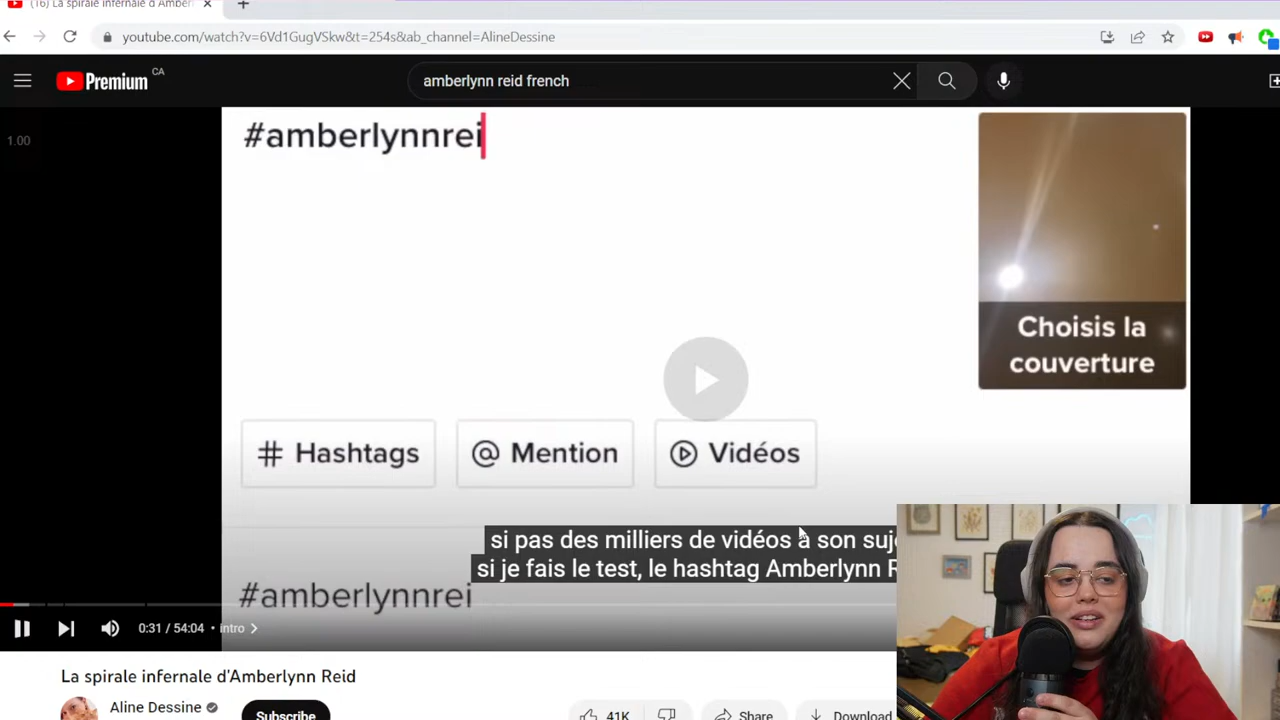 (16) La spirale infernale d'Amberl
youtube.com/watch?v=6Vd1GugVSkw&t=254s&ab_channel=AlineDessine
Premium CA
amberlynn reid french
1.00
#amberlynnrei
Choisis la
couverture
# Hashtags
@ Mention
Vidéos
si pas des milliers de vidéos à son suj
si je fais le test, le hashtag Amberlynn R
#amberlynnrei
0:31 / 54:04 • intro >
La spirale infernale d'Amberlynn Reid
Aline Dessine
Subscribe
41K
Share
Download